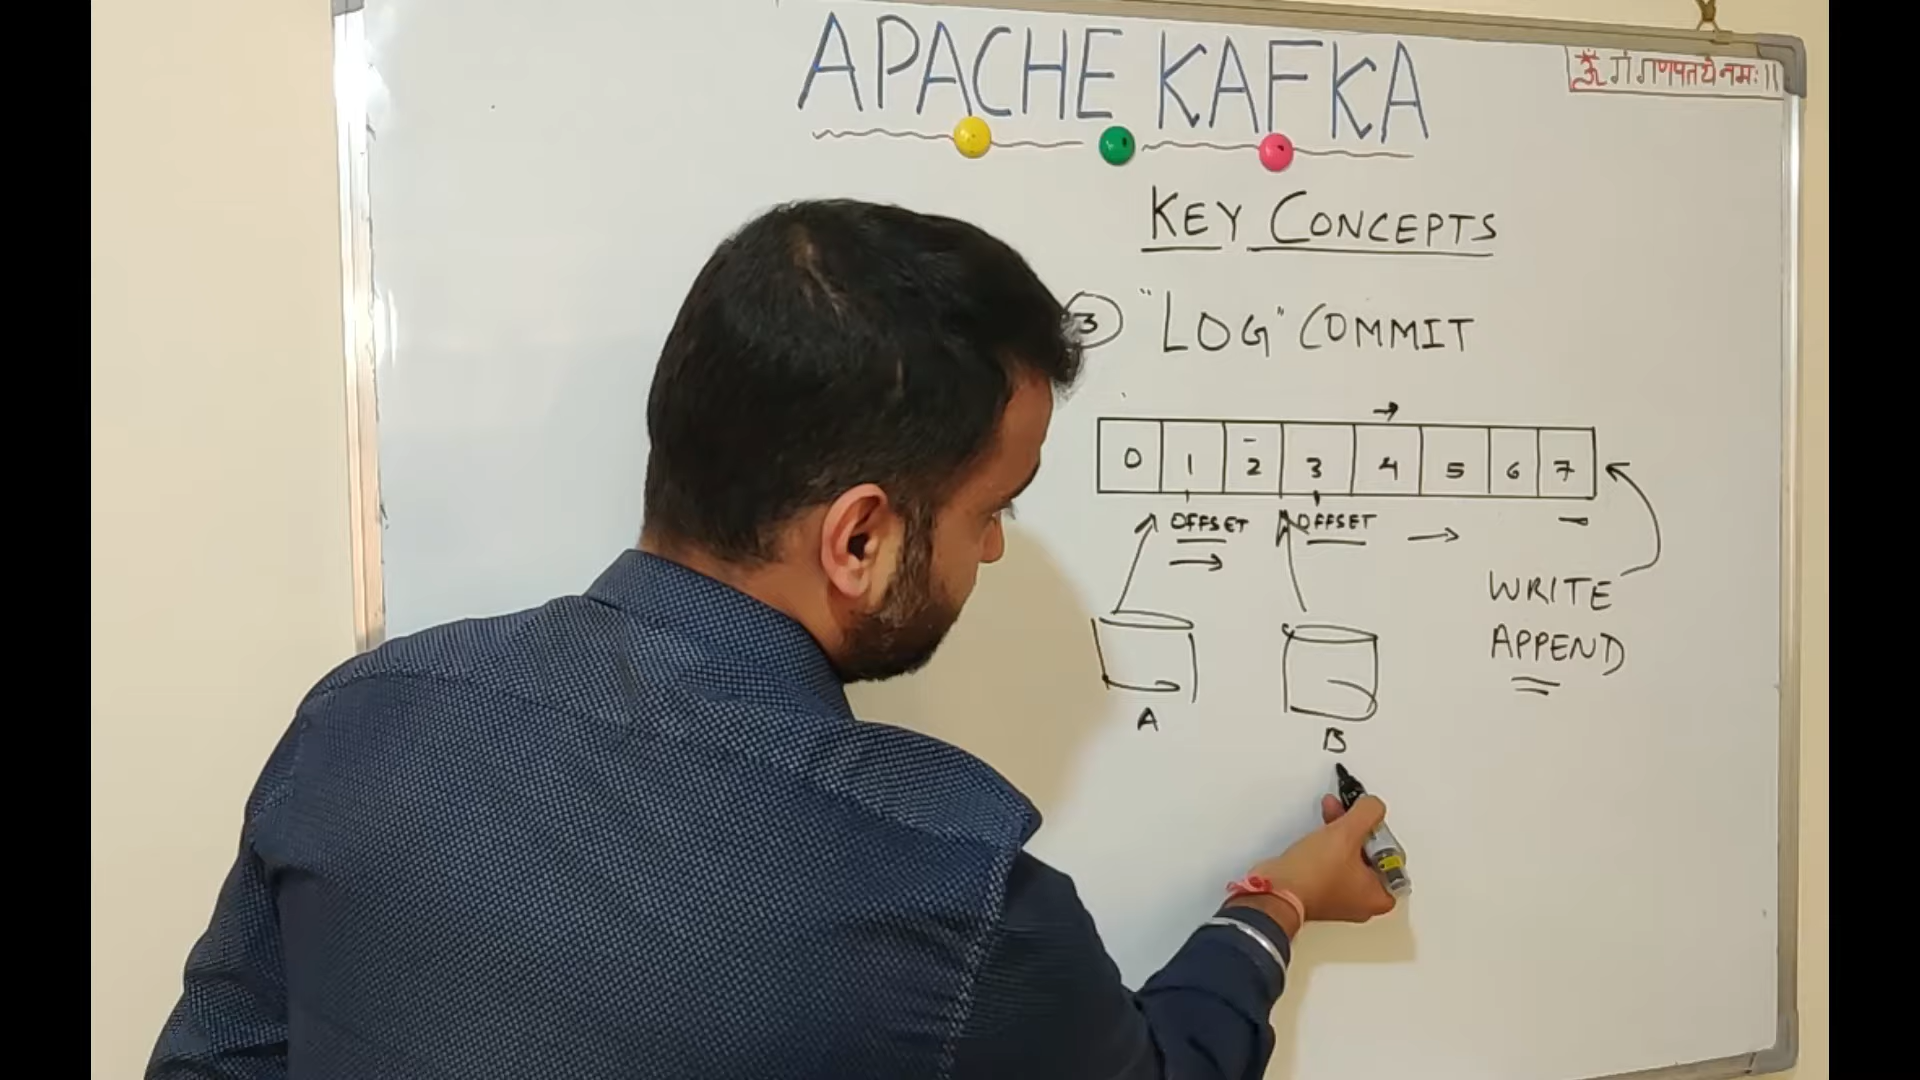 APACHE KAFKA
ॐ गं गणपतये नमः॥
KEY CONCEPTS
3 "LOG" COMMIT
0 1 2 3 4 5 6 7
OFFSET OFFSET
WRITE
APPEND
A
B